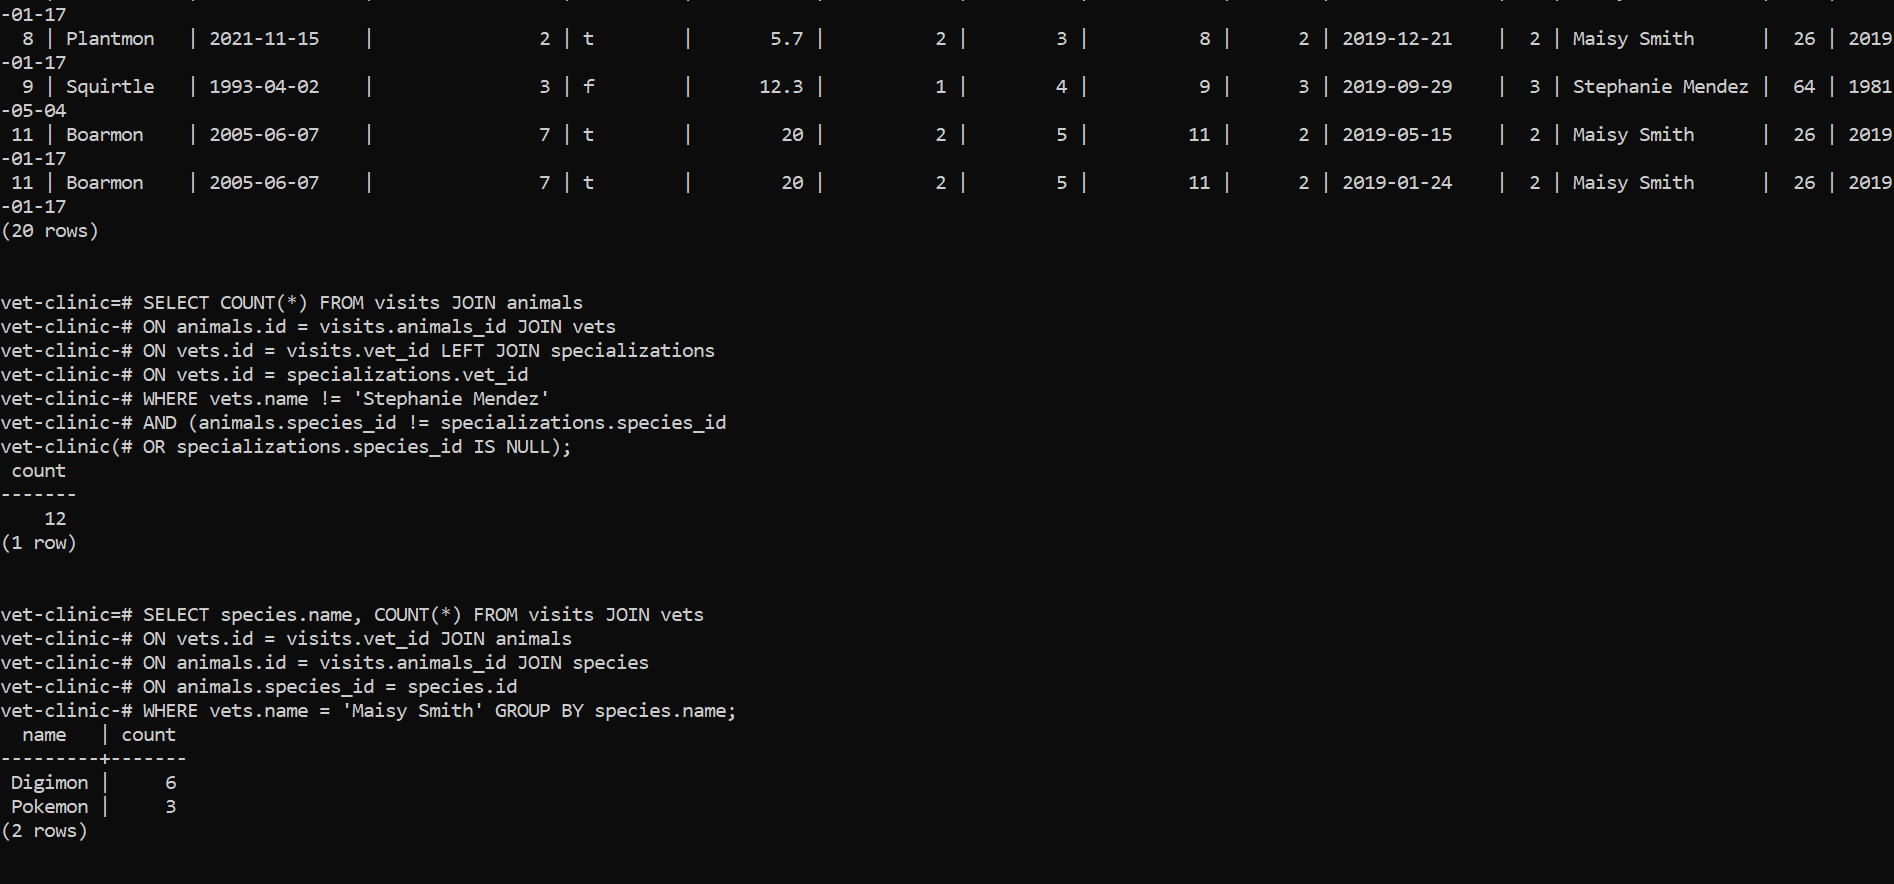 -01-17
  8 | Plantmon   | 2021-11-15    |               2 | t        |       5.7 |          2 |        3 |          8 |      2 | 2019-12-21    |  2 | Maisy Smith      |  26 | 2019
-01-17
  9 | Squirtle   | 1993-04-02    |               3 | f        |      12.3 |          1 |        4 |          9 |      3 | 2019-09-29    |  3 | Stephanie Mendez |  64 | 1981
-05-04
 11 | Boarmon    | 2005-06-07    |               7 | t        |        20 |          2 |        5 |         11 |      2 | 2019-05-15    |  2 | Maisy Smith      |  26 | 2019
-01-17
 11 | Boarmon    | 2005-06-07    |               7 | t        |        20 |          2 |        5 |         11 |      2 | 2019-01-24    |  2 | Maisy Smith      |  26 | 2019
-01-17
(20 rows)
vet-clinic=# SELECT COUNT(*) FROM visits JOIN animals
vet-clinic-# ON animals.id = visits.animals_id JOIN vets
vet-clinic-# ON vets.id = visits.vet_id LEFT JOIN specializations
vet-clinic-# ON vets.id = specializations.vet_id
vet-clinic-# WHERE vets.name != 'Stephanie Mendez'
vet-clinic-# AND (animals.species_id != specializations.species_id
vet-clinic(# OR specializations.species_id IS NULL);
 count
-------
    12
(1 row)
vet-clinic=# SELECT species.name, COUNT(*) FROM visits JOIN vets
vet-clinic-# ON vets.id = visits.vet_id JOIN animals
vet-clinic-# ON animals.id = visits.animals_id JOIN species
vet-clinic-# ON animals.species_id = species.id
vet-clinic-# WHERE vets.name = 'Maisy Smith' GROUP BY species.name;
  name   | count
---------+-------
 Digimon |     6
 Pokemon |     3
(2 rows)